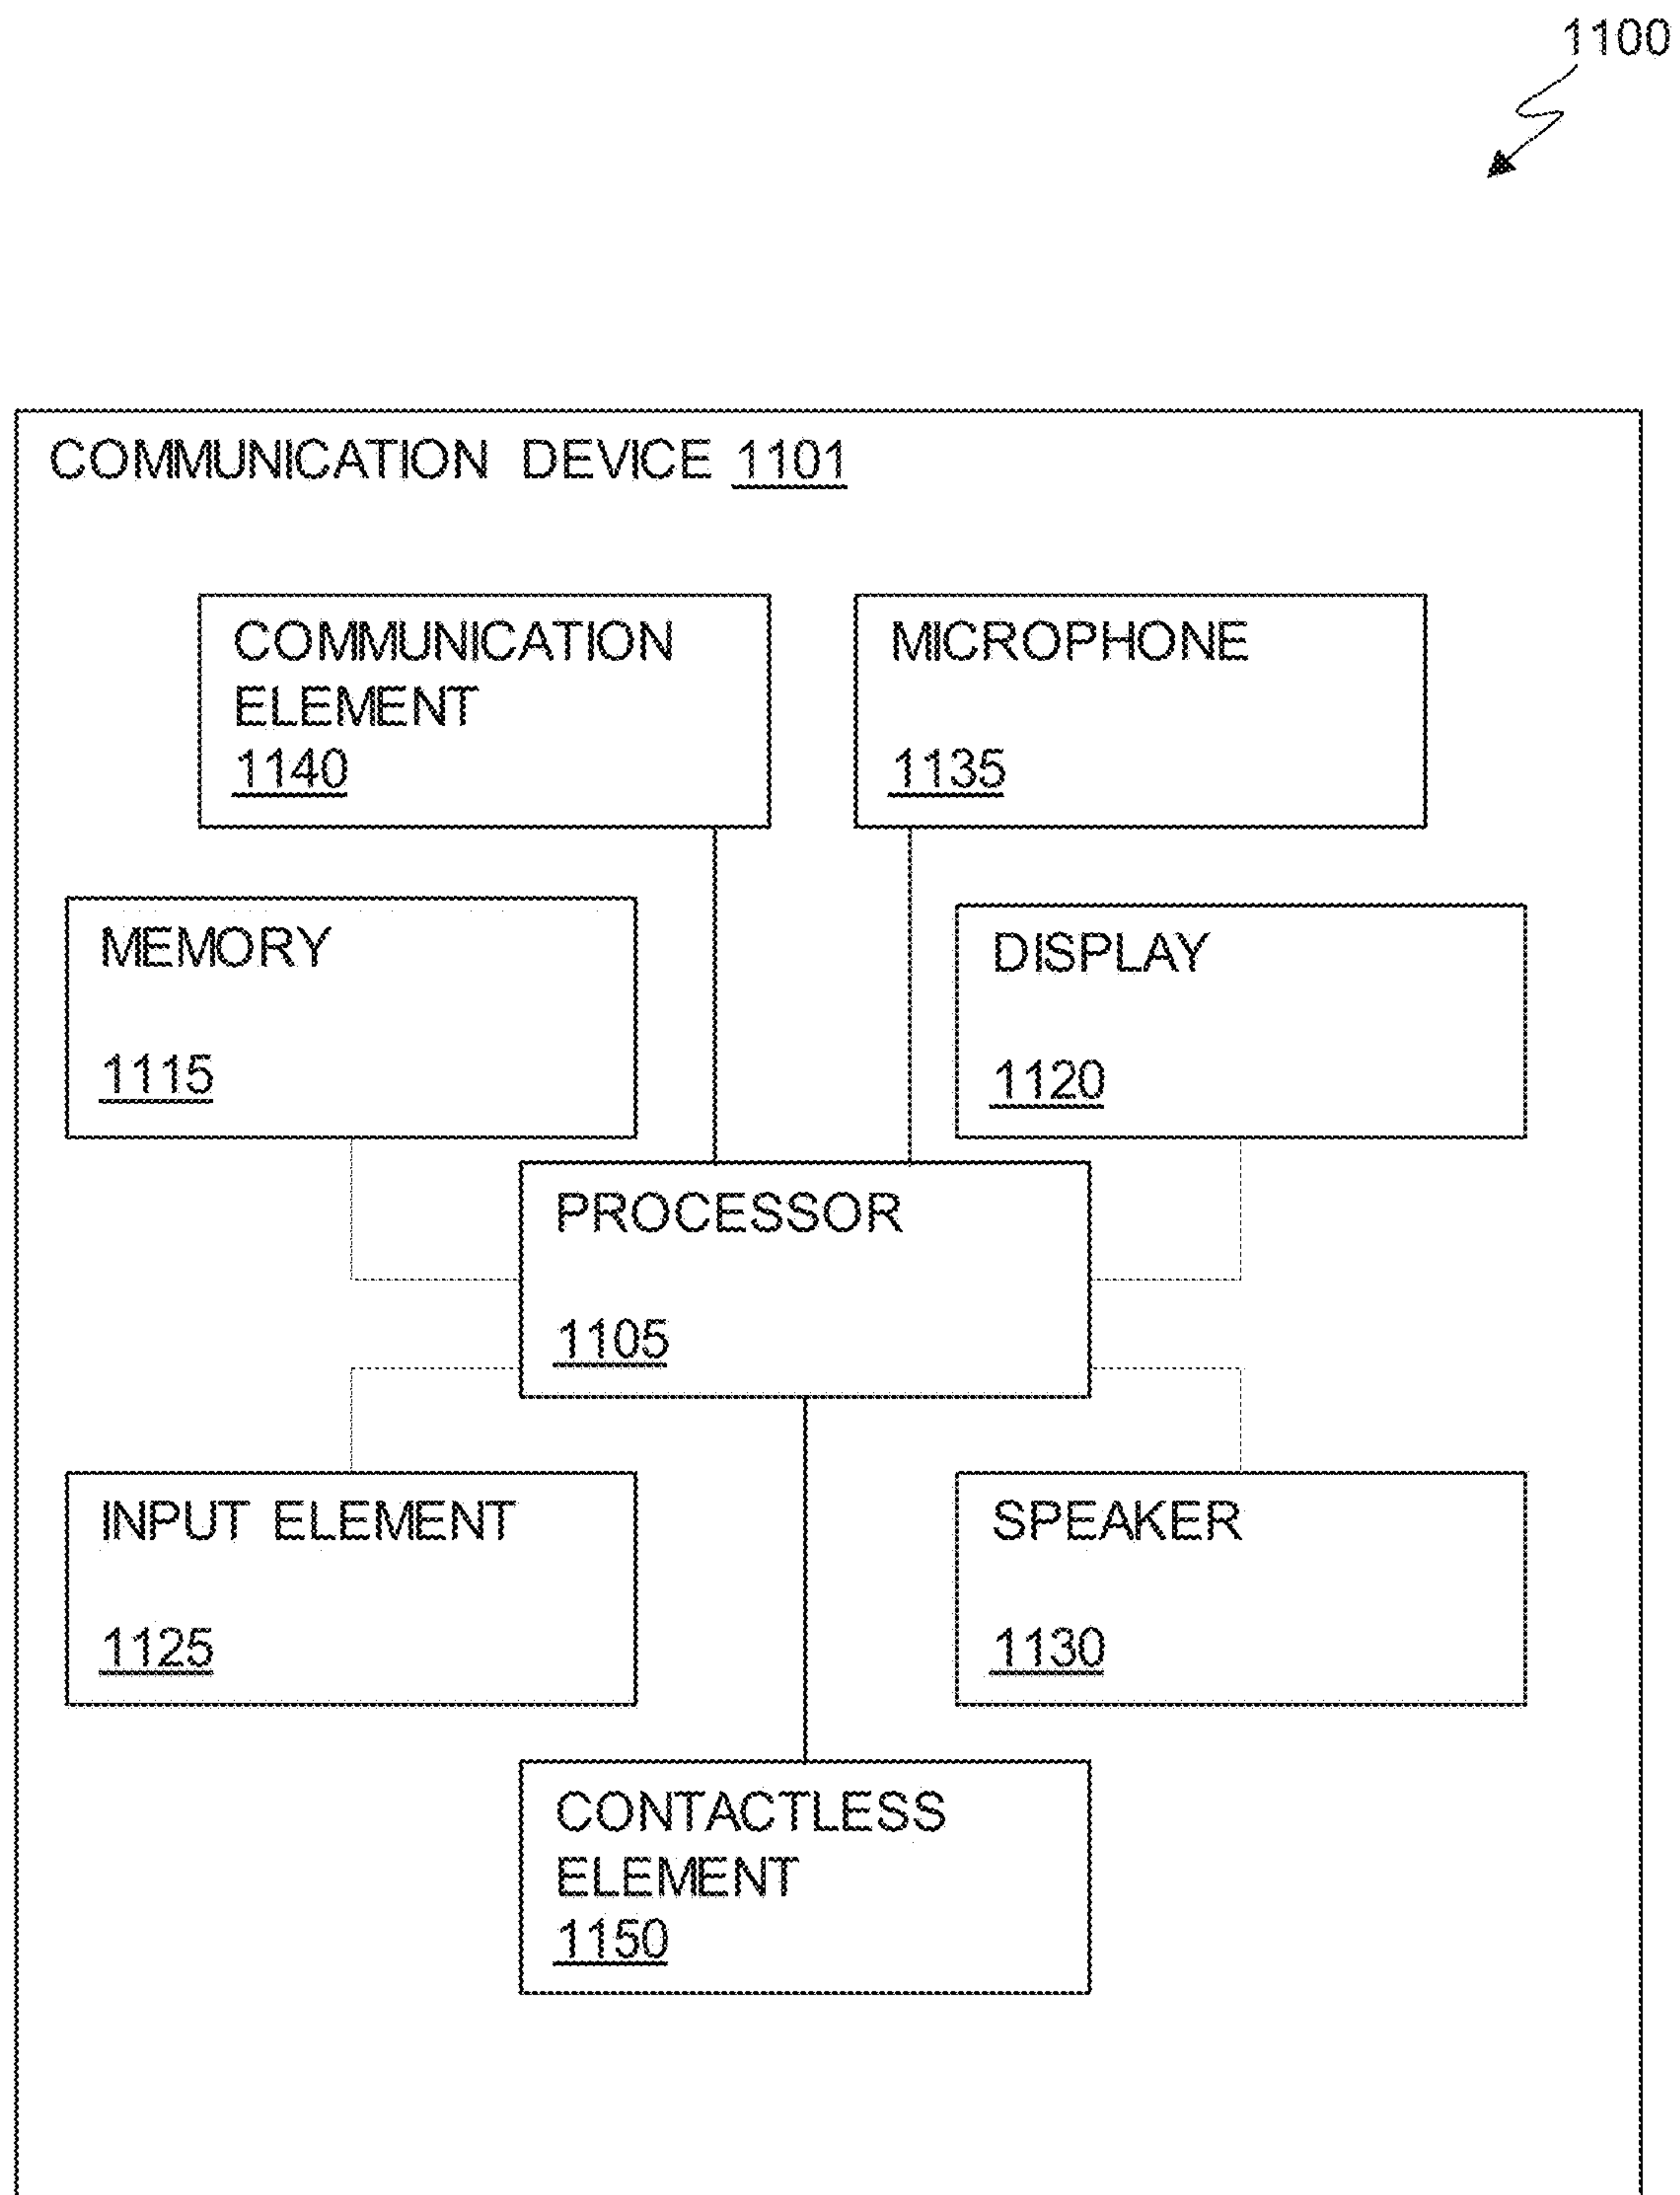 1100
COMMUNICATION DEVICE 1101
COMMUNICATION
ELEMENT
1140
MICROPHONE
1135
MEMORY
1115
DISPLAY
1120
PROCESSOR
1105
INPUT ELEMENT
1125
SPEAKER
1130
CONTACTLESS
ELEMENT
1150